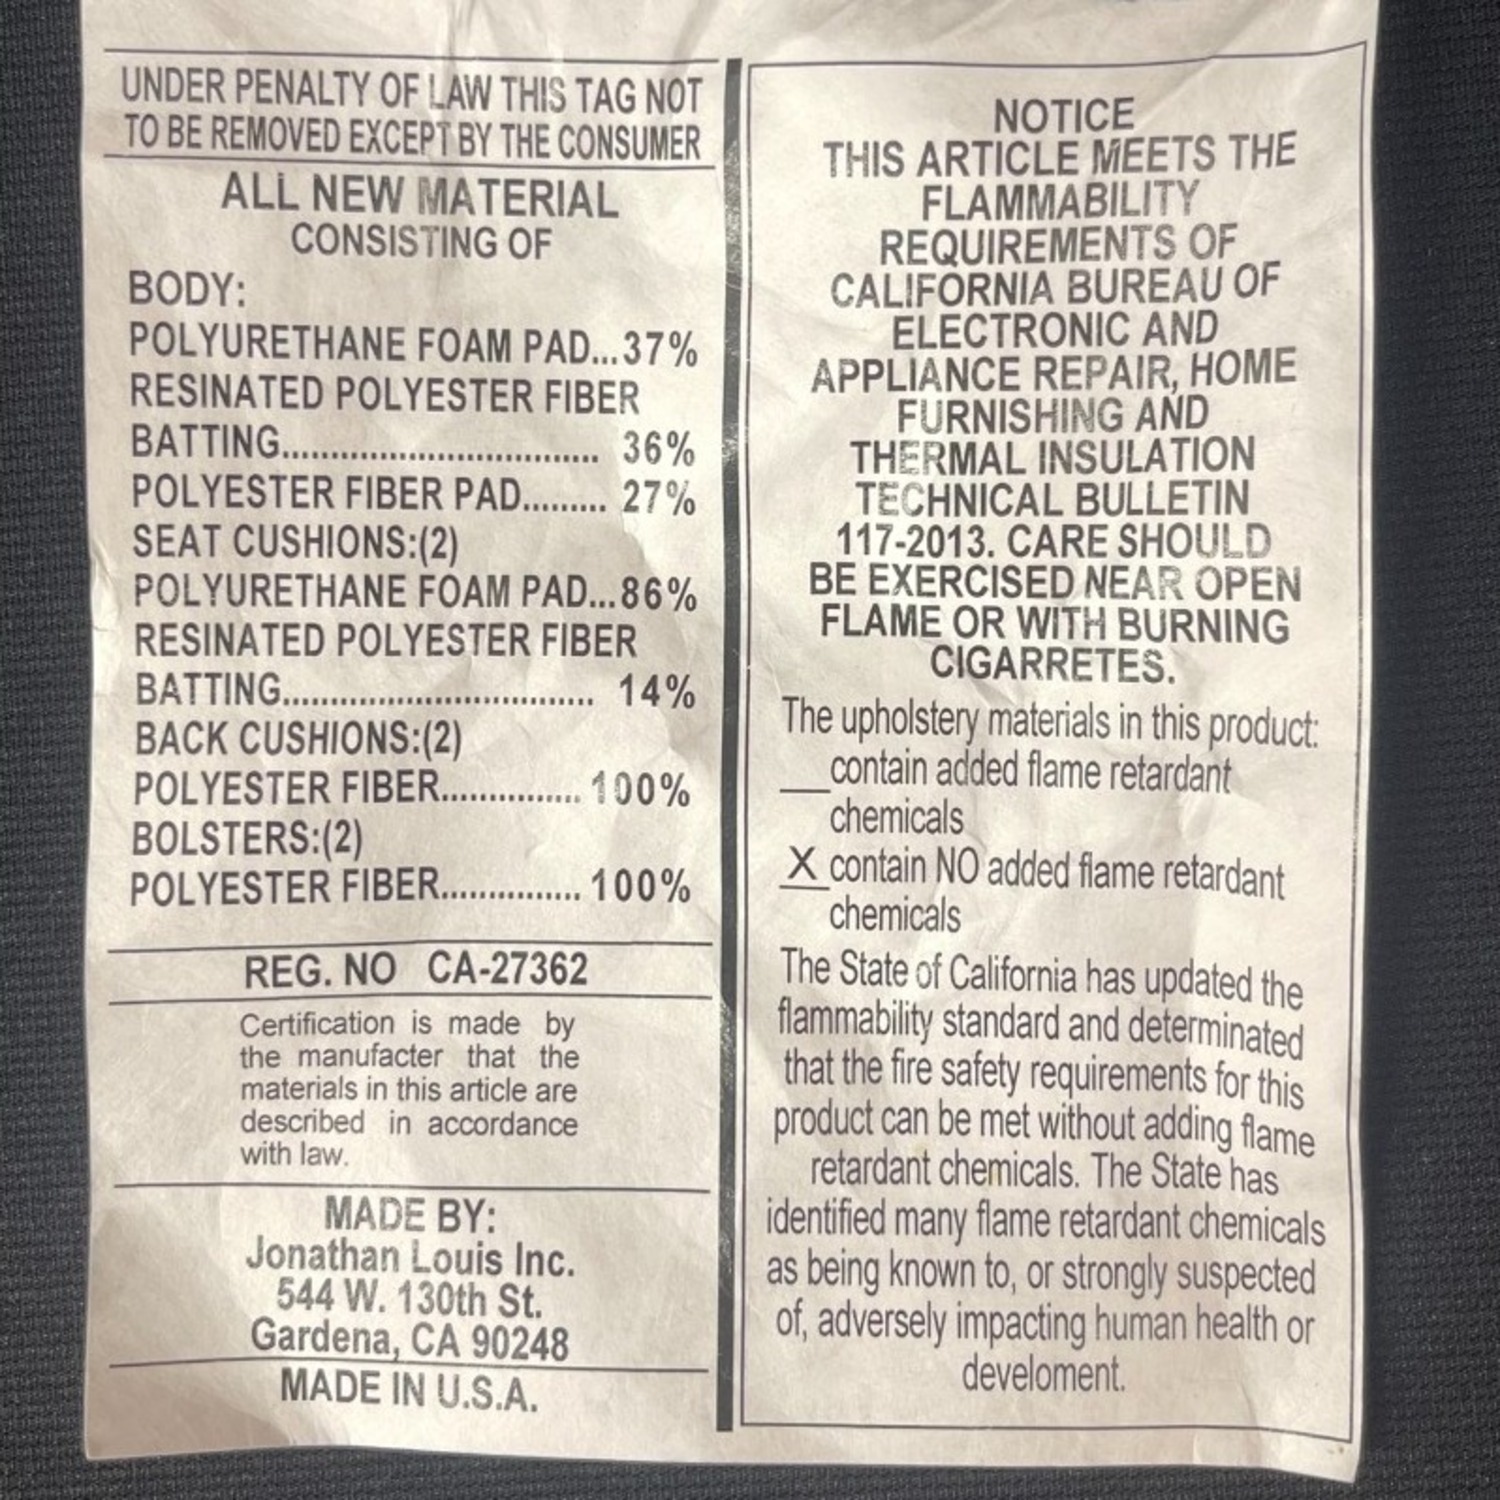 UNDER PENALTY OF LAW THIS TAG NOT
TO BE REMOVED EXCEPT BY THE CONSUMER
ALL NEW MATERIAL
CONSISTING OF
BODY:
POLYURETHANE FOAM PAD...37%
RESINATED POLYESTER FIBER
BATTING................................ 36%
POLYESTER FIBER PAD......... 27%
SEAT CUSHIONS:(2)
POLYURETHANE FOAM PAD...86%
RESINATED POLYESTER FIBER
BATTING................................ 14%
BACK CUSHIONS:(2)
POLYESTER FIBER............... 100%
BOLSTERS:(2)
POLYESTER FIBER............... 100%
REG. NO CA-27362
Certification is made by
the manufacter that the
materials in this article are
described in accordance
with law.
MADE BY:
Jonathan Louis Inc.
544 W. 130th St.
Gardena, CA 90248
MADE IN U.S.A.
NOTICE
THIS ARTICLE MEETS THE
FLAMMABILITY
REQUIREMENTS OF
CALIFORNIA BUREAU OF
ELECTRONIC AND
APPLIANCE REPAIR, HOME
FURNISHING AND
THERMAL INSULATION
TECHNICAL BULLETIN
117-2013. CARE SHOULD
BE EXERCISED NEAR OPEN
FLAME OR WITH BURNING
CIGARRETES.
The upholstery materials in this product:
___contain added flame retardant
chemicals
X contain NO added flame retardant
chemicals
The State of California has updated the
flammability standard and determinated
that the fire safety requirements for this
product can be met without adding flame
retardant chemicals. The State has
identified many flame retardant chemicals
as being known to, or strongly suspected
of, adversely impacting human health or
develoment.